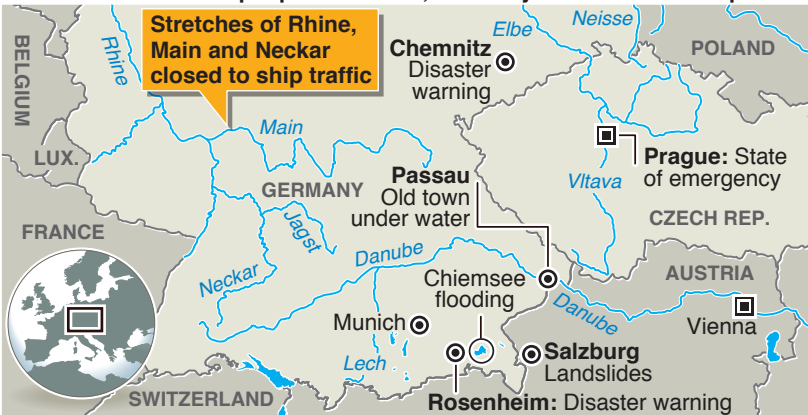 Stretches of Rhine,
Main and Neckar
closed to ship traffic
BELGIUM
Rhine
Elbe
Neisse
POLAND
Chemnitz
Disaster
warning
Main
LUX.
GERMANY
Prague: State
of emergency
Vltava
Passau
Old town
under water
CZECH REP.
FRANCE
Jagst
Neckar
Danube
AUSTRIA
Chiemsee
flooding
Danube
Munich
Vienna
Lech
Salzburg
Landslides
SWITZERLAND
Rosenheim: Disaster warning